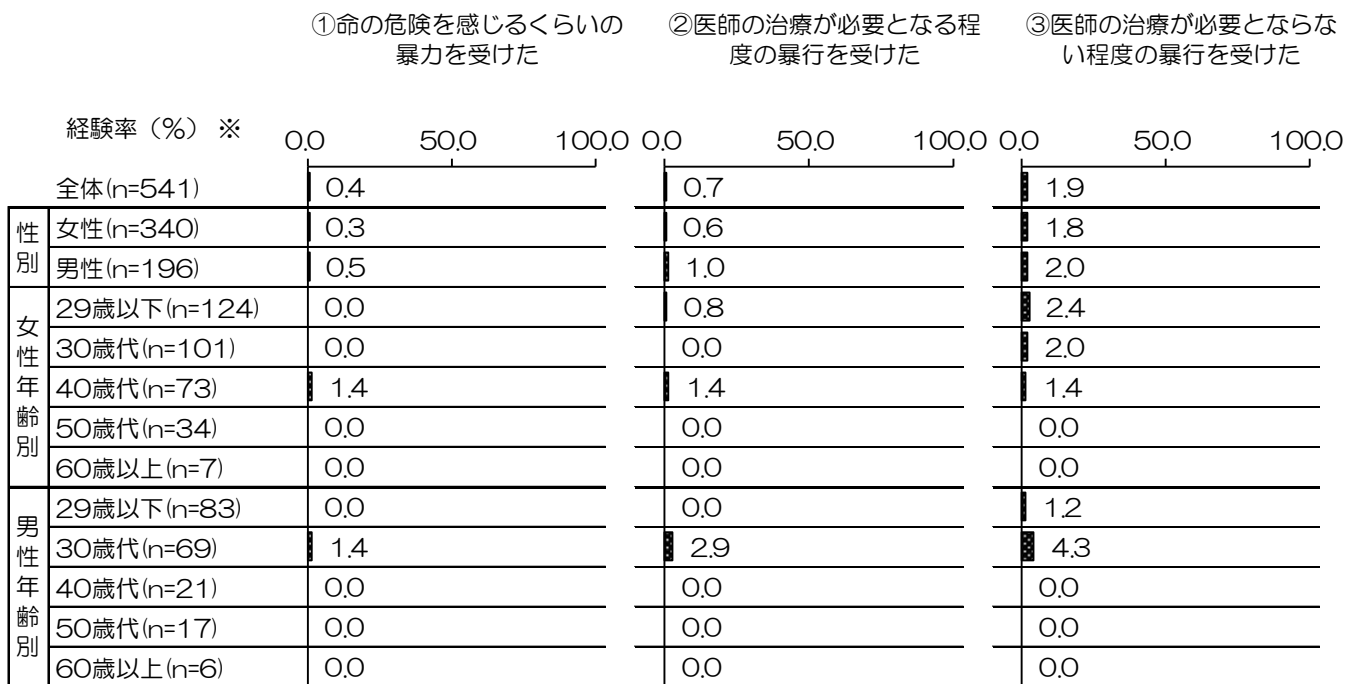 ①命の危険を感じるくらいの
暴力を受けた
②医師の治療が必要となる程
度の暴行を受けた
③医師の治療が必要とならな
い程度の暴行を受けた
経験率（%）※
0.0 50.0 100.0 0.0 50.0 100.0 0.0 50.0 100.0
全体(n=541) 0.4 0.7 1.9
性別
女性(n=340) 0.3 0.6 1.8
男性(n=196) 0.5 1.0 2.0
女性年齢別
29歳以下(n=124) 0.0 0.8 2.4
30歳代(n=101) 0.0 0.0 2.0
40歳代(n=73) 1.4 1.4 1.4
50歳代(n=34) 0.0 0.0 0.0
60歳以上(n=7) 0.0 0.0 0.0
男性年齢別
29歳以下(n=83) 0.0 0.0 1.2
30歳代(n=69) 1.4 2.9 4.3
40歳代(n=21) 0.0 0.0 0.0
50歳代(n=17) 0.0 0.0 0.0
60歳以上(n=6) 0.0 0.0 0.0